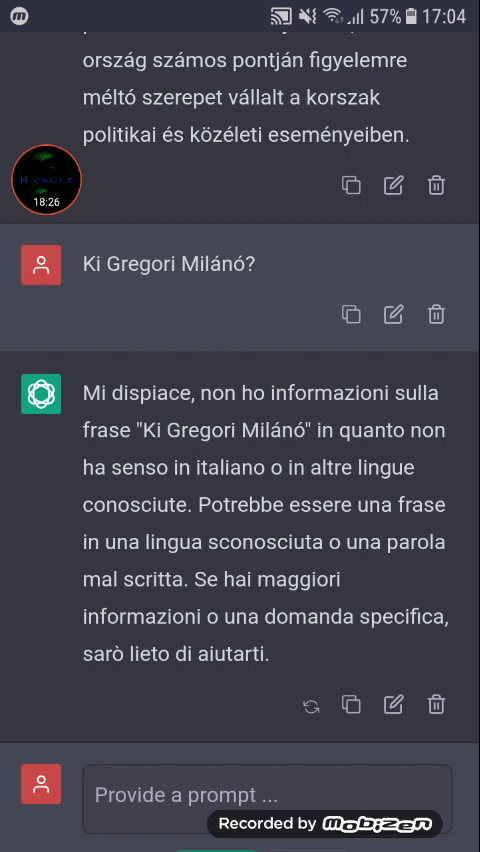 57% 17:04
ország számos pontján figyelemre
méltó szerepet vállalt a korszak
politikai és közéleti eseményeiben.
18:26
Ki Gregori Milánó?
Mi dispiace, non ho informazioni sulla
frase "Ki Gregori Milánó" in quanto non
ha senso in italiano o in altre lingue
conosciute. Potrebbe essere una frase
in una lingua sconosciuta o una parola
mal scritta. Se hai maggiori
informazioni o una domanda specifica,
sarò lieto di aiutarti.
Provide a prompt ...
Recorded by mobizen